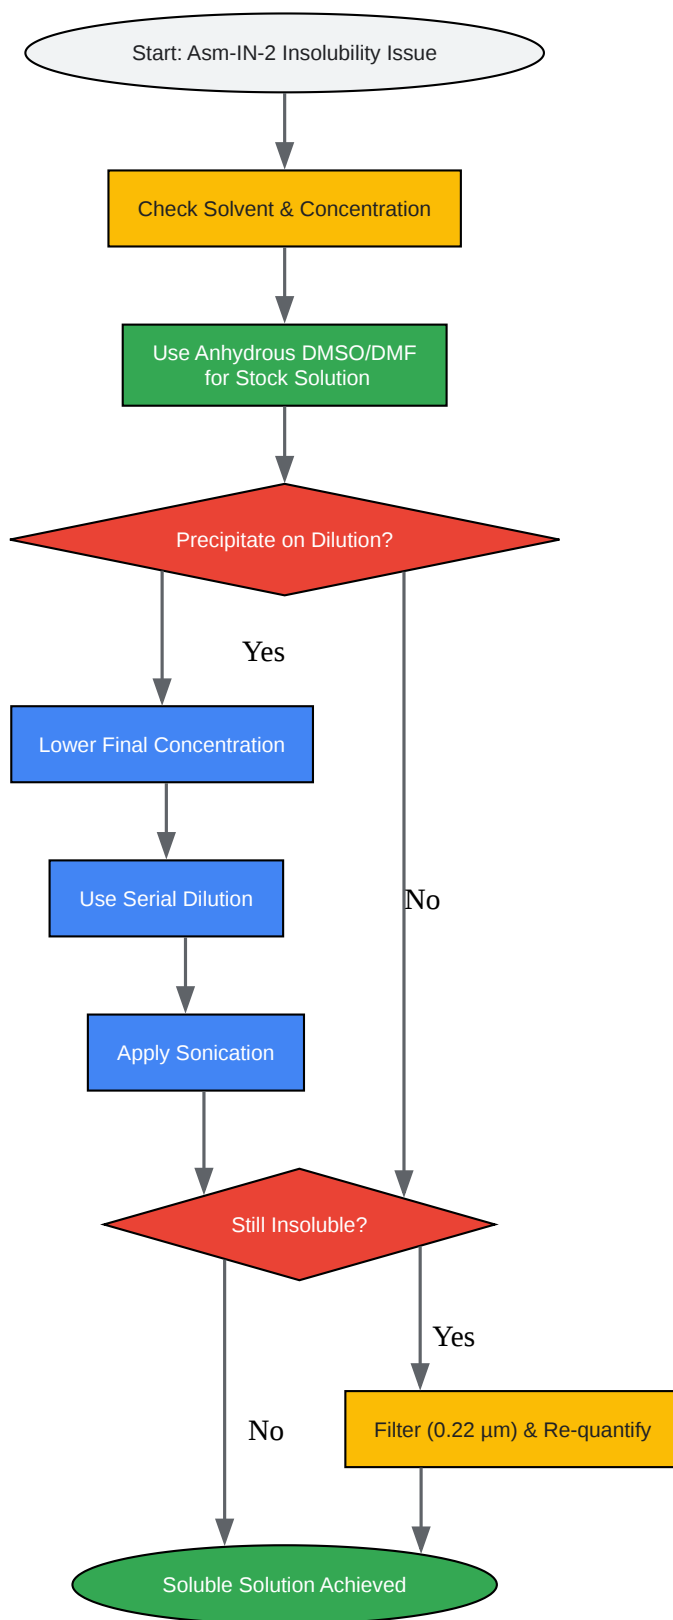 Start: Asm-IN-2 Insolubility Issue
Check Solvent & Concentration
Use Anhydrous DMSO/DMF
for Stock Solution
Precipitate on Dilution?
Yes
Lower Final Concentration
Use Serial Dilution
No
Apply Sonication
Still Insoluble?
Yes
No
Filter (0.22 µm) & Re-quantify
Soluble Solution Achieved